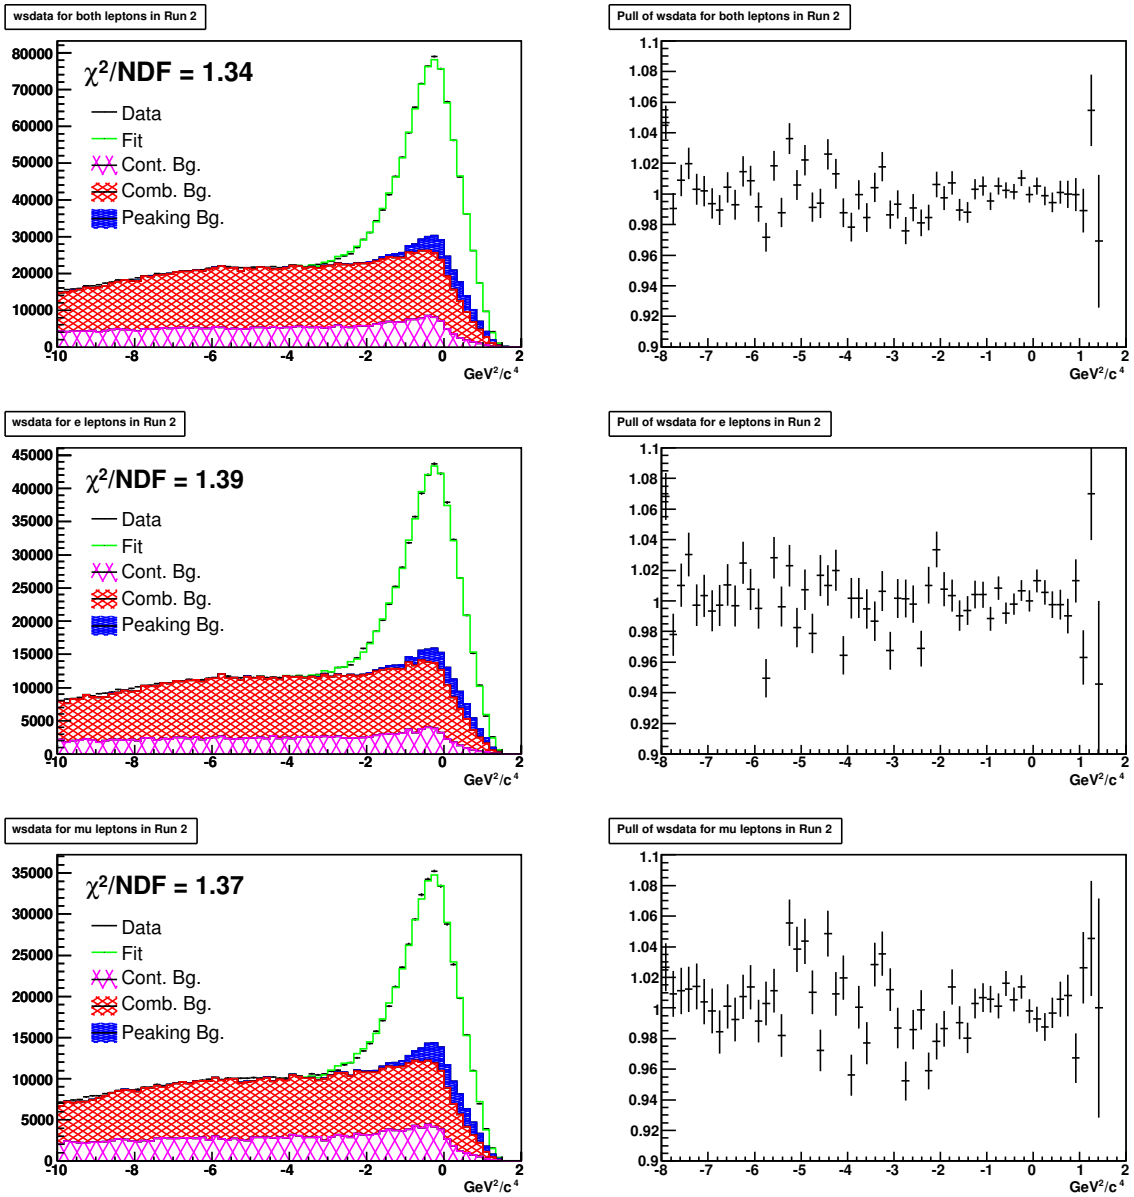 wsdata for both leptons in Run 2
χ²/NDF = 1.34
Data
Fit
Cont. Bg.
Comb. Bg.
Peaking Bg.
80000
70000
60000
50000
40000
30000
20000
10000
0
-10 -8 -6 -4 -2 0 2
GeV²/c⁴
Pull of wsdata for both leptons in Run 2
1.1
1.08
1.06
1.04
1.02
1
0.98
0.96
0.94
0.92
0.9
-8 -7 -6 -5 -4 -3 -2 -1 0 1 2
GeV²/c⁴
wsdata for e leptons in Run 2
χ²/NDF = 1.39
Data
Fit
Cont. Bg.
Comb. Bg.
Peaking Bg.
45000
40000
35000
30000
25000
20000
15000
10000
5000
0
-10 -8 -6 -4 -2 0 2
GeV²/c⁴
Pull of wsdata for e leptons in Run 2
1.1
1.08
1.06
1.04
1.02
1
0.98
0.96
0.94
0.92
0.9
-8 -7 -6 -5 -4 -3 -2 -1 0 1 2
GeV²/c⁴
wsdata for mu leptons in Run 2
χ²/NDF = 1.37
Data
Fit
Cont. Bg.
Comb. Bg.
Peaking Bg.
35000
30000
25000
20000
15000
10000
5000
0
-10 -8 -6 -4 -2 0 2
GeV²/c⁴
Pull of wsdata for mu leptons in Run 2
1.1
1.08
1.06
1.04
1.02
1
0.98
0.96
0.94
0.92
0.9
-8 -7 -6 -5 -4 -3 -2 -1 0 1 2
GeV²/c⁴